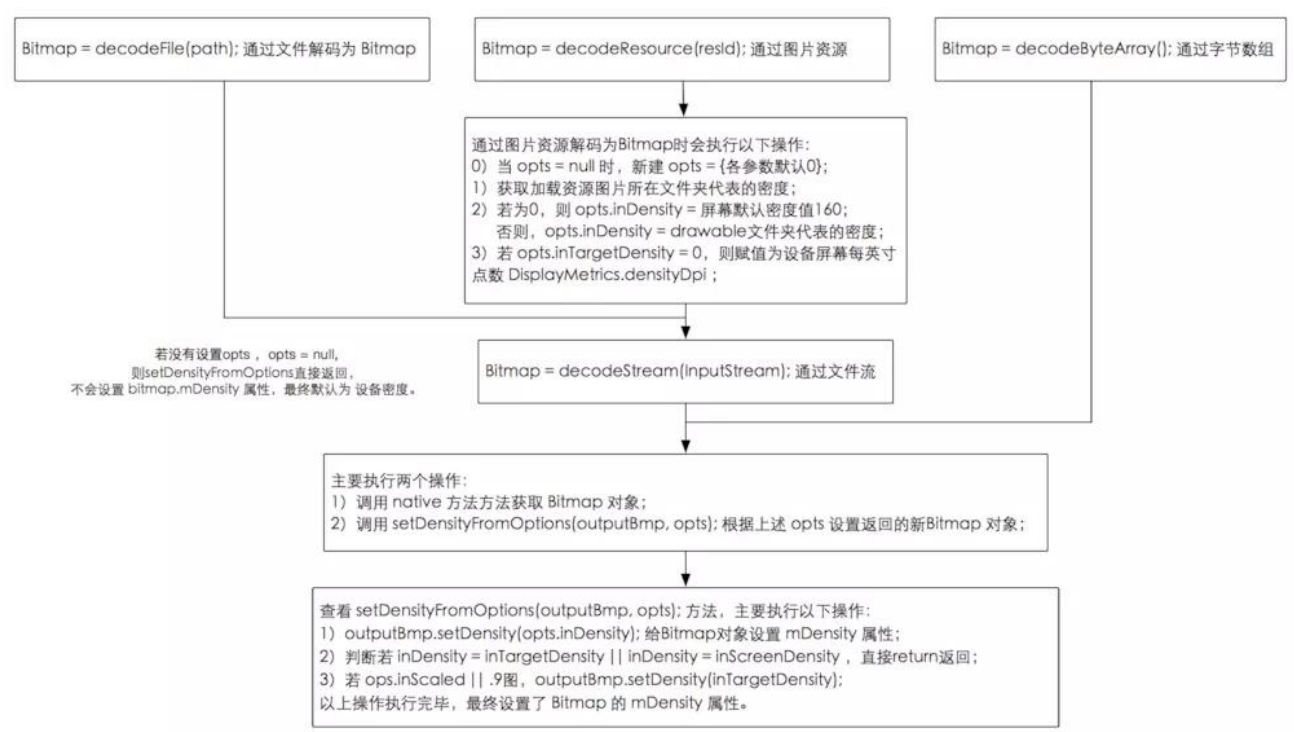 Bitmap = decodeFile(path); 通过文件解码为 Bitmap
Bitmap = decodeResource(resId); 通过图片资源
Bitmap = decodeByteArray(); 通过字节数组
通过图片资源解码为Bitmap时会执行以下操作：
0）当 opts = null 时，新建 opts = {各参数默认0};
1）获取加载资源图片所在文件夹代表的密度；
2）若为0，则 opts.inDensity = 屏幕默认密度值160；
否则，opts.inDensity = drawable文件夹代表的密度；
3）若 opts.inTargetDensity = 0，则赋值为设备屏幕每英寸
点数 DisplayMetrics.densityDpi ；
若没有设置opts ，opts = null,
则setDensityFromOptions直接返回，
不会设置 bitmap.mDensity 属性，最终默认为 设备密度。
Bitmap = decodeStream(InputStream); 通过文件流
主要执行两个操作：
1）调用 native 方法方法获取 Bitmap 对象；
2）调用 setDensityFromOptions(outputBmp, opts); 根据上述 opts 设置返回的新Bitmap 对象；
查看 setDensityFromOptions(outputBmp, opts); 方法，主要执行以下操作：
1）outputBmp.setDensity(opts.inDensity); 给Bitmap对象设置 mDensity 属性；
2）判断若 inDensity = inTargetDensity || inDensity = inScreenDensity ，直接return返回；
3）若 ops.inScaled || .9图，outputBmp.setDensity(inTargetDensity);
以上操作执行完毕，最终设置了 Bitmap 的 mDensity 属性。